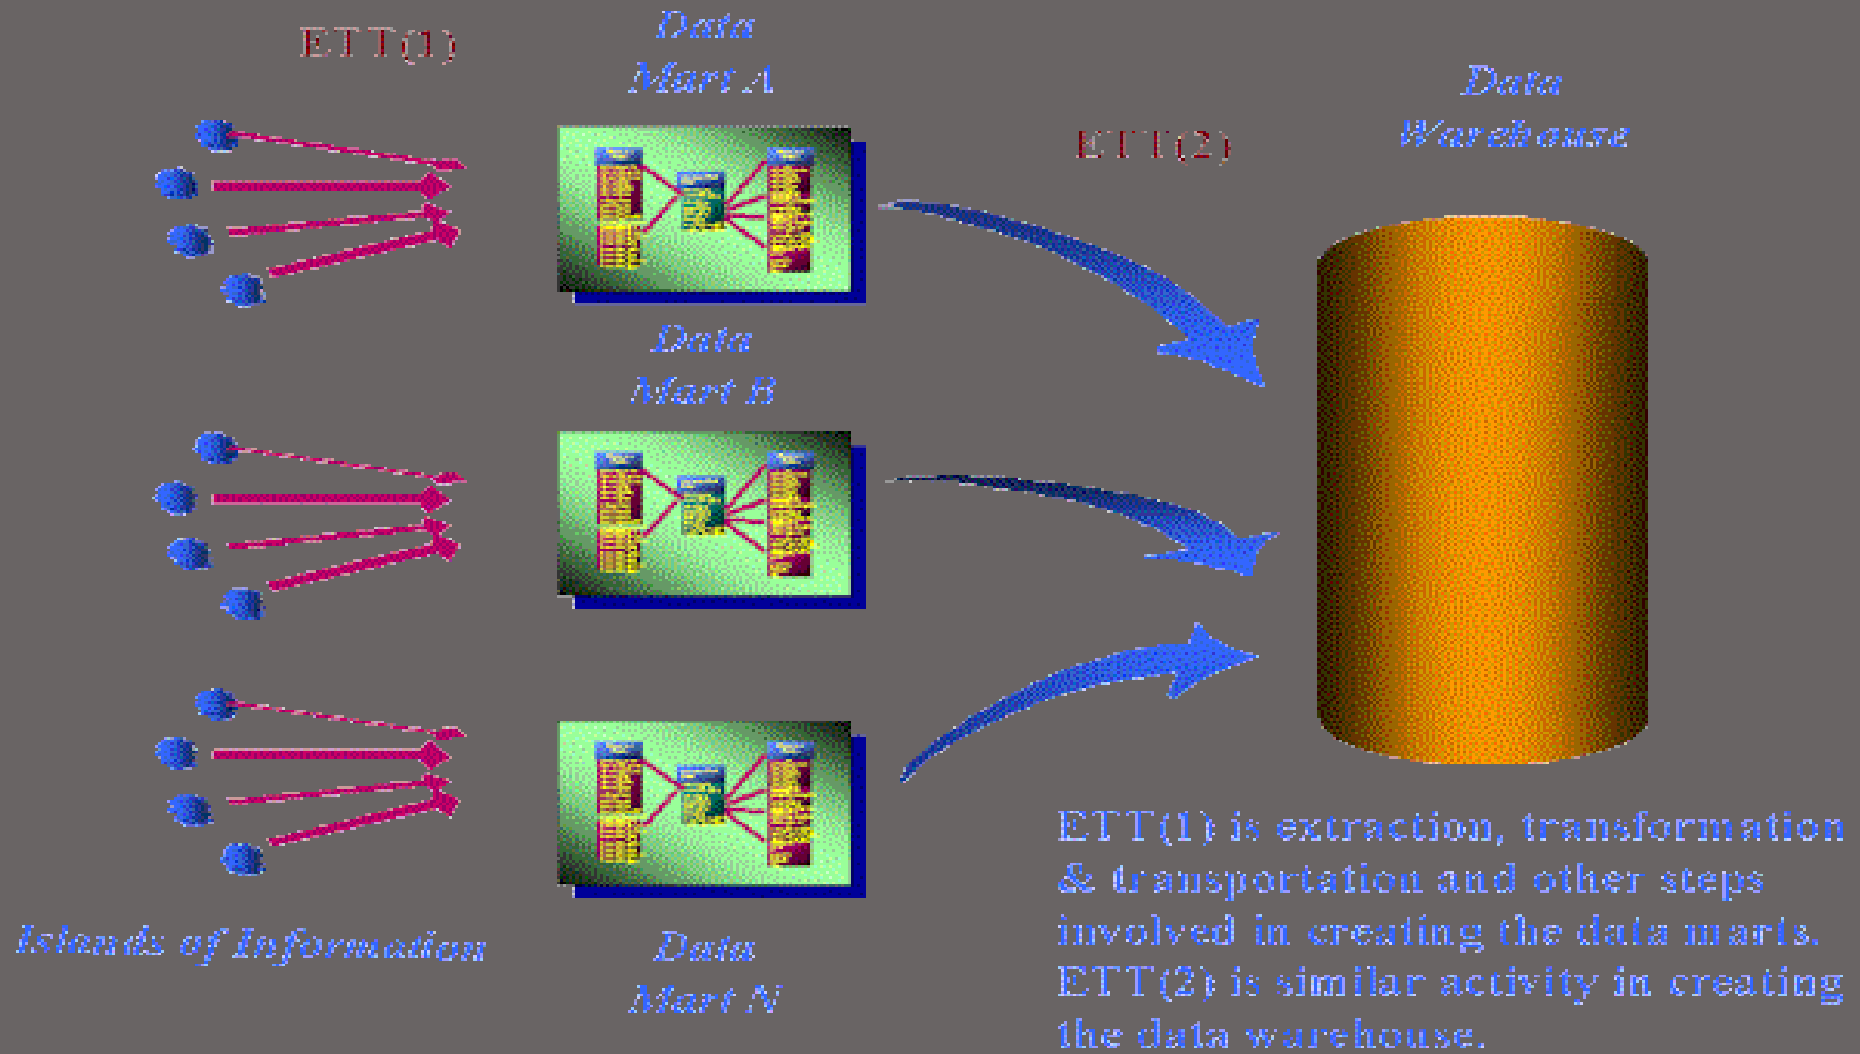 ETT(1)
Data
Mart A
ETT(2)
Data
Warehouse
Data
Mart B
Islands of Information
Data
Mart N
ETT(1) is extraction, transformation
& transportation and other steps
involved in creating the data marts.
ETT(2) is similar activity in creating
the data warehouse.